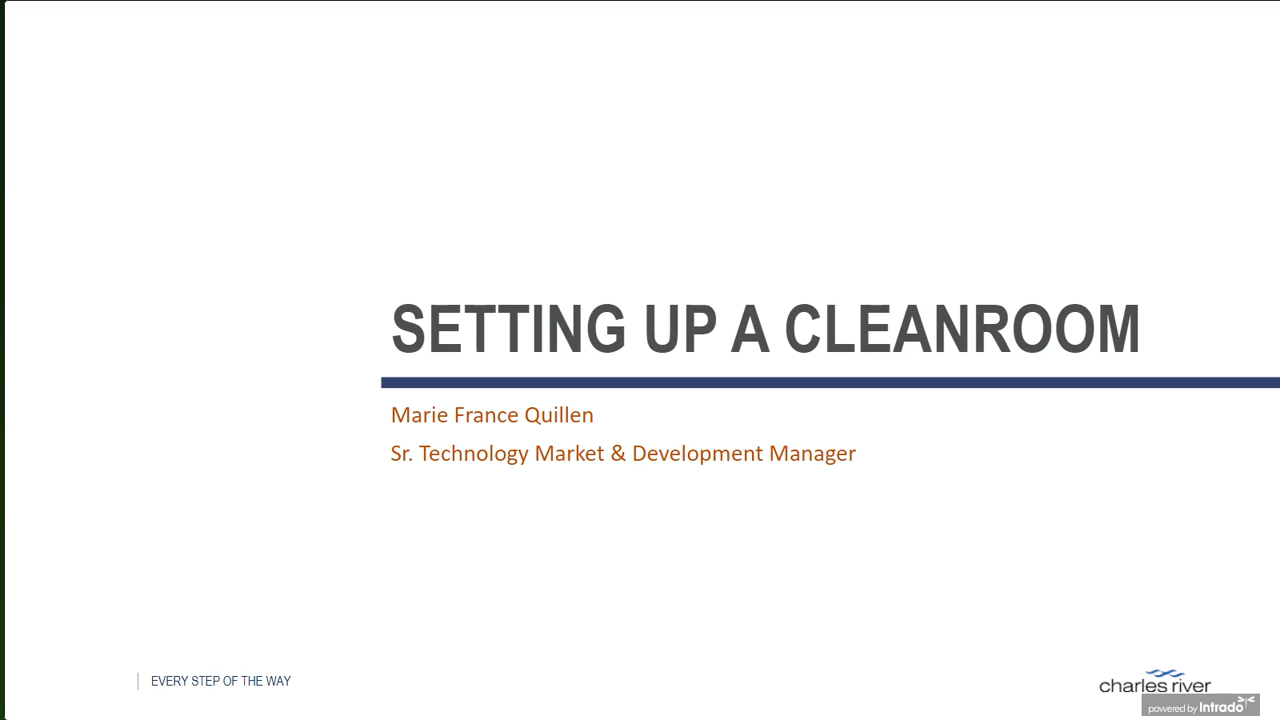 SETTING UP A CLEANROOM
Marie France Quillen
Sr. Technology Market & Development Manager
EVERY STEP OF THE WAY
charles river
powered by Intrado